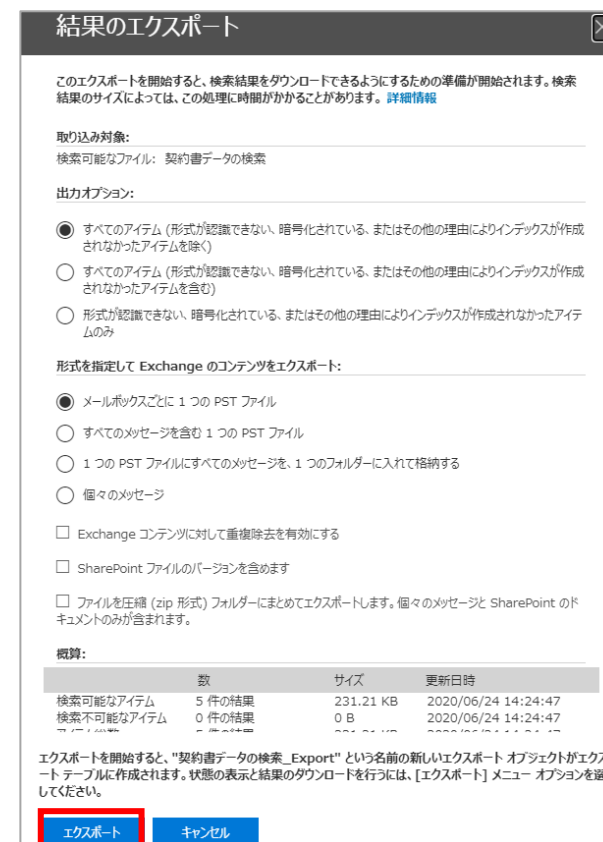 結果のエクスポート
このエクスポートを開始すると、検索結果をダウンロードできるようにするための準備が開始されます。検索
結果のサイズによっては、この処理に時間がかかることがあります。詳細情報
取り込み対象:
検索可能なファイル: 契約書データの検索
出力オプション:
すべてのアイテム (形式が認識できない、暗号化されている、またはその他の理由によりインデックスが作成
されなかったアイテムを除く)
すべてのアイテム (形式が認識できない、暗号化されている、またはその他の理由によりインデックスが作成
されなかったアイテムを含む)
形式が認識できない、暗号化されている、またはその他の理由によりインデックスが作成されなかったアイテ
ムのみ
形式を指定して Exchange のコンテンツをエクスポート:
メールボックスごとに 1 つの PST ファイル
すべてのメッセージを含む 1 つの PST ファイル
1 つの PST ファイルにすべてのメッセージを、1 つのフォルダーに入れて格納する
個々のメッセージ
Exchange コンテンツに対して重複除去を有効にする
SharePoint ファイルのバージョンを含めます
ファイルを圧縮 (zip 形式) フォルダーにまとめてエクスポートします。個々のメッセージと SharePoint のド
キュメントのみが含まれます。
概算:
数 サイズ 更新日時
検索可能なアイテム 5 件の結果 231.21 KB 2020/06/24 14:24:47
検索不可能なアイテム 0 件の結果 0 B 2020/06/24 14:24:47
エクスポートを開始すると、"契約書データの検索_Export" という名前の新しいエクスポート オブジェクトがエクス
ート テーブルに作成されます。状態の表示と結果のダウンロードを行うには、[エクスポート] メニュー オプションを選
してください。
エクスポート キャンセル